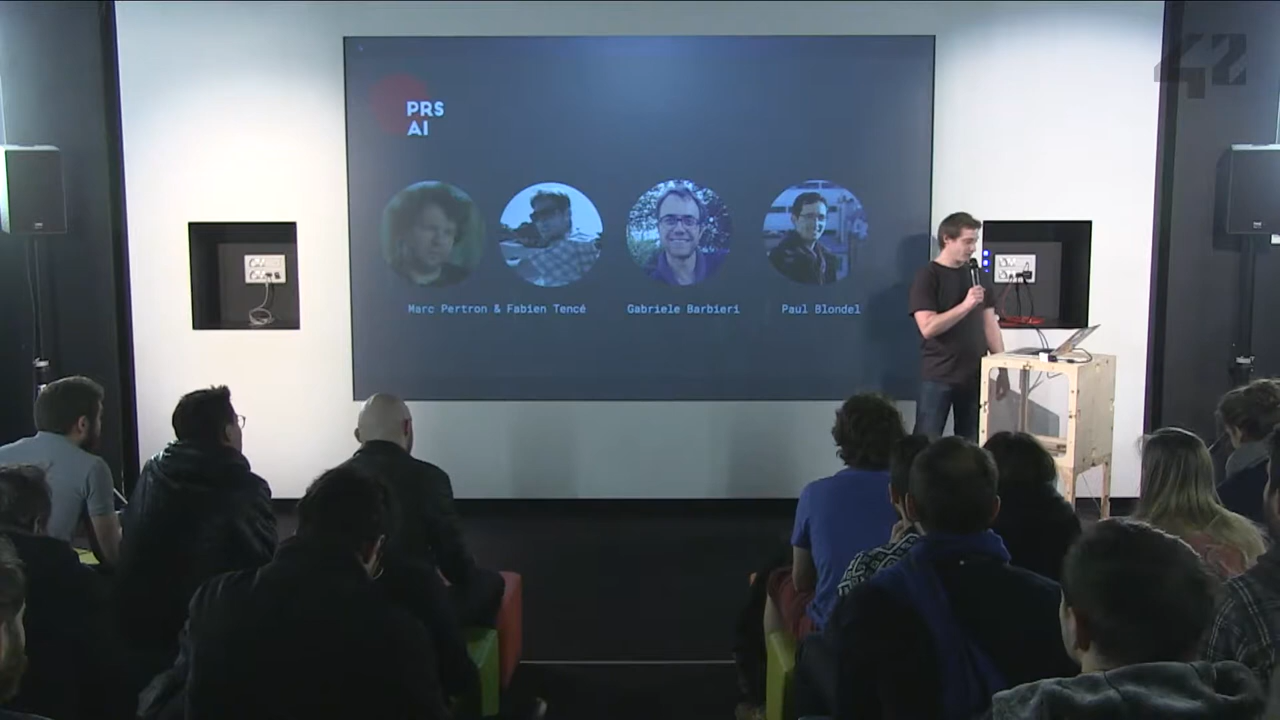 42
PRS
AI
Marc Pertron & Fabien Tencé
Gabriele Barbieri
Paul Blondel